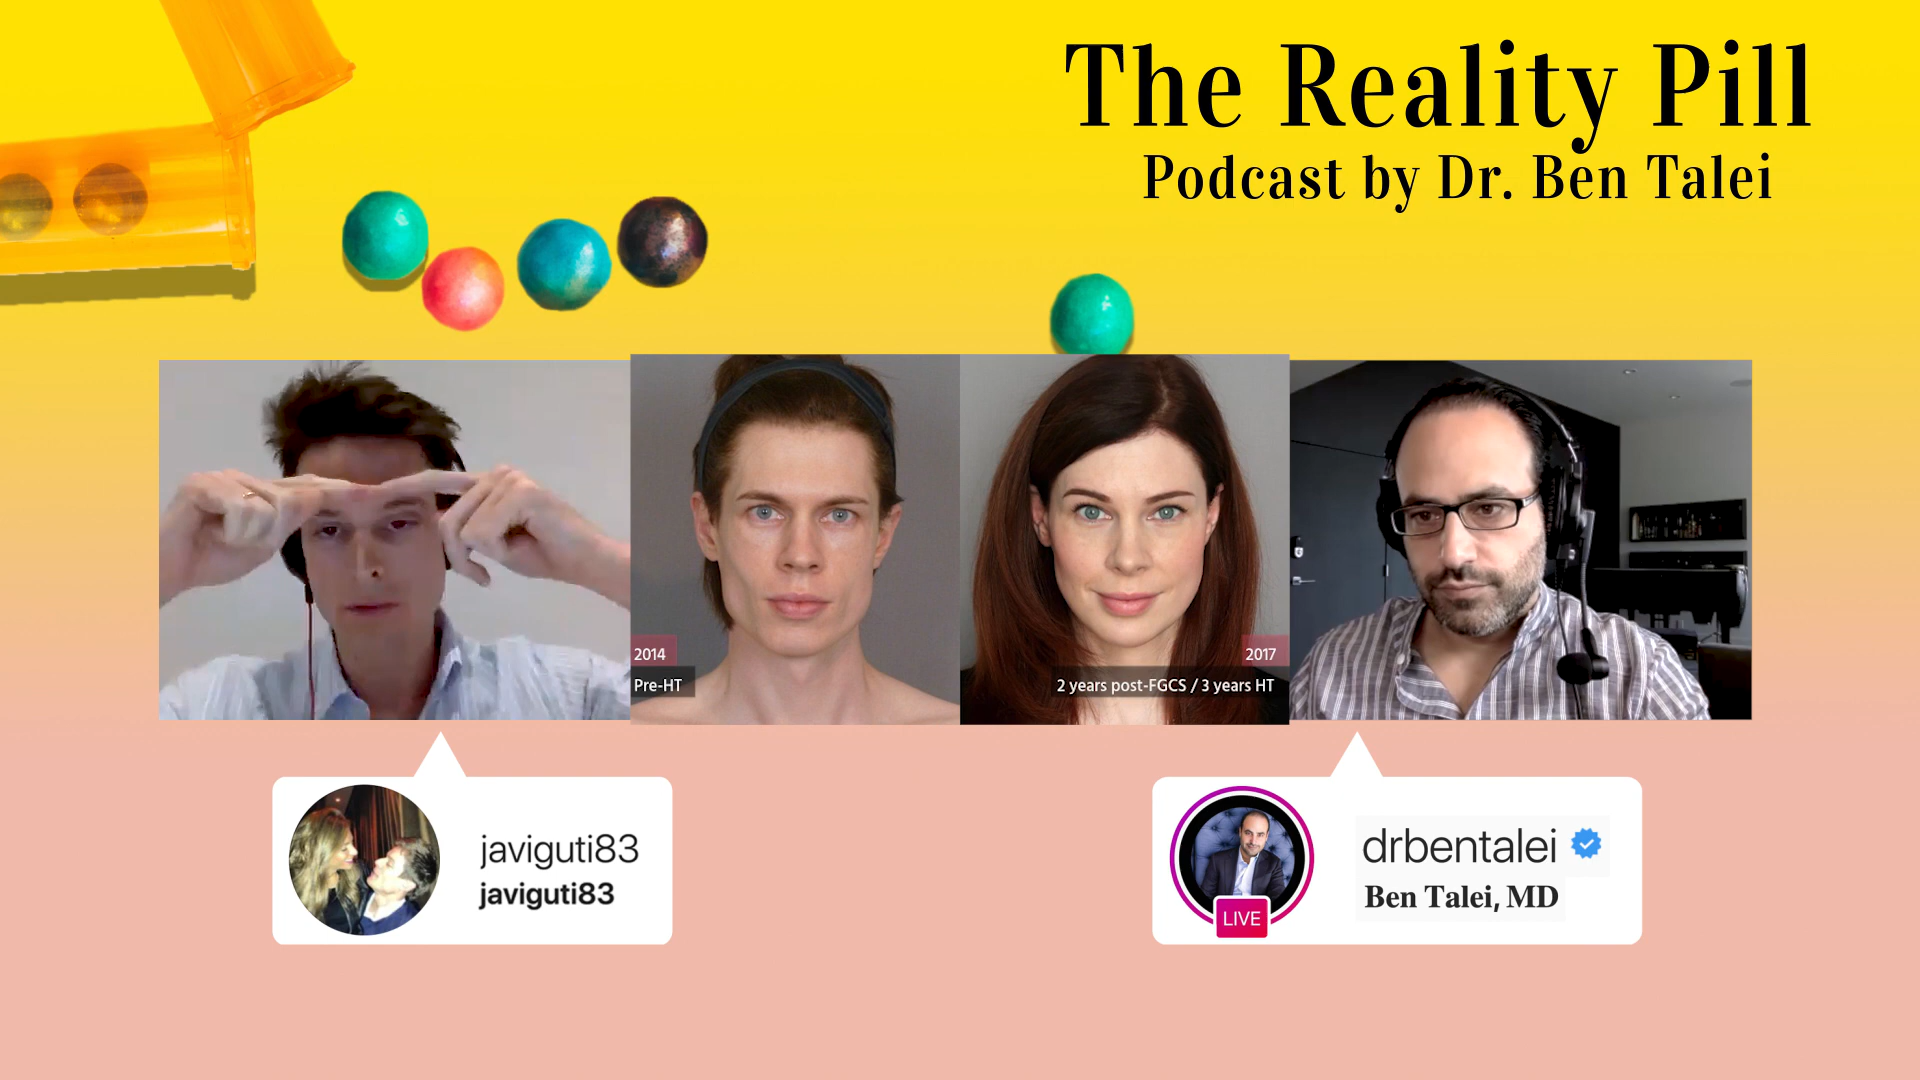 The Reality Pill
Podcast by Dr. Ben Talei
2014
Pre-HT
2017
2 years post-FGCS / 3 years HT
javiguti83
javiguti83
drbentalei
Ben Talei, MD
LIVE